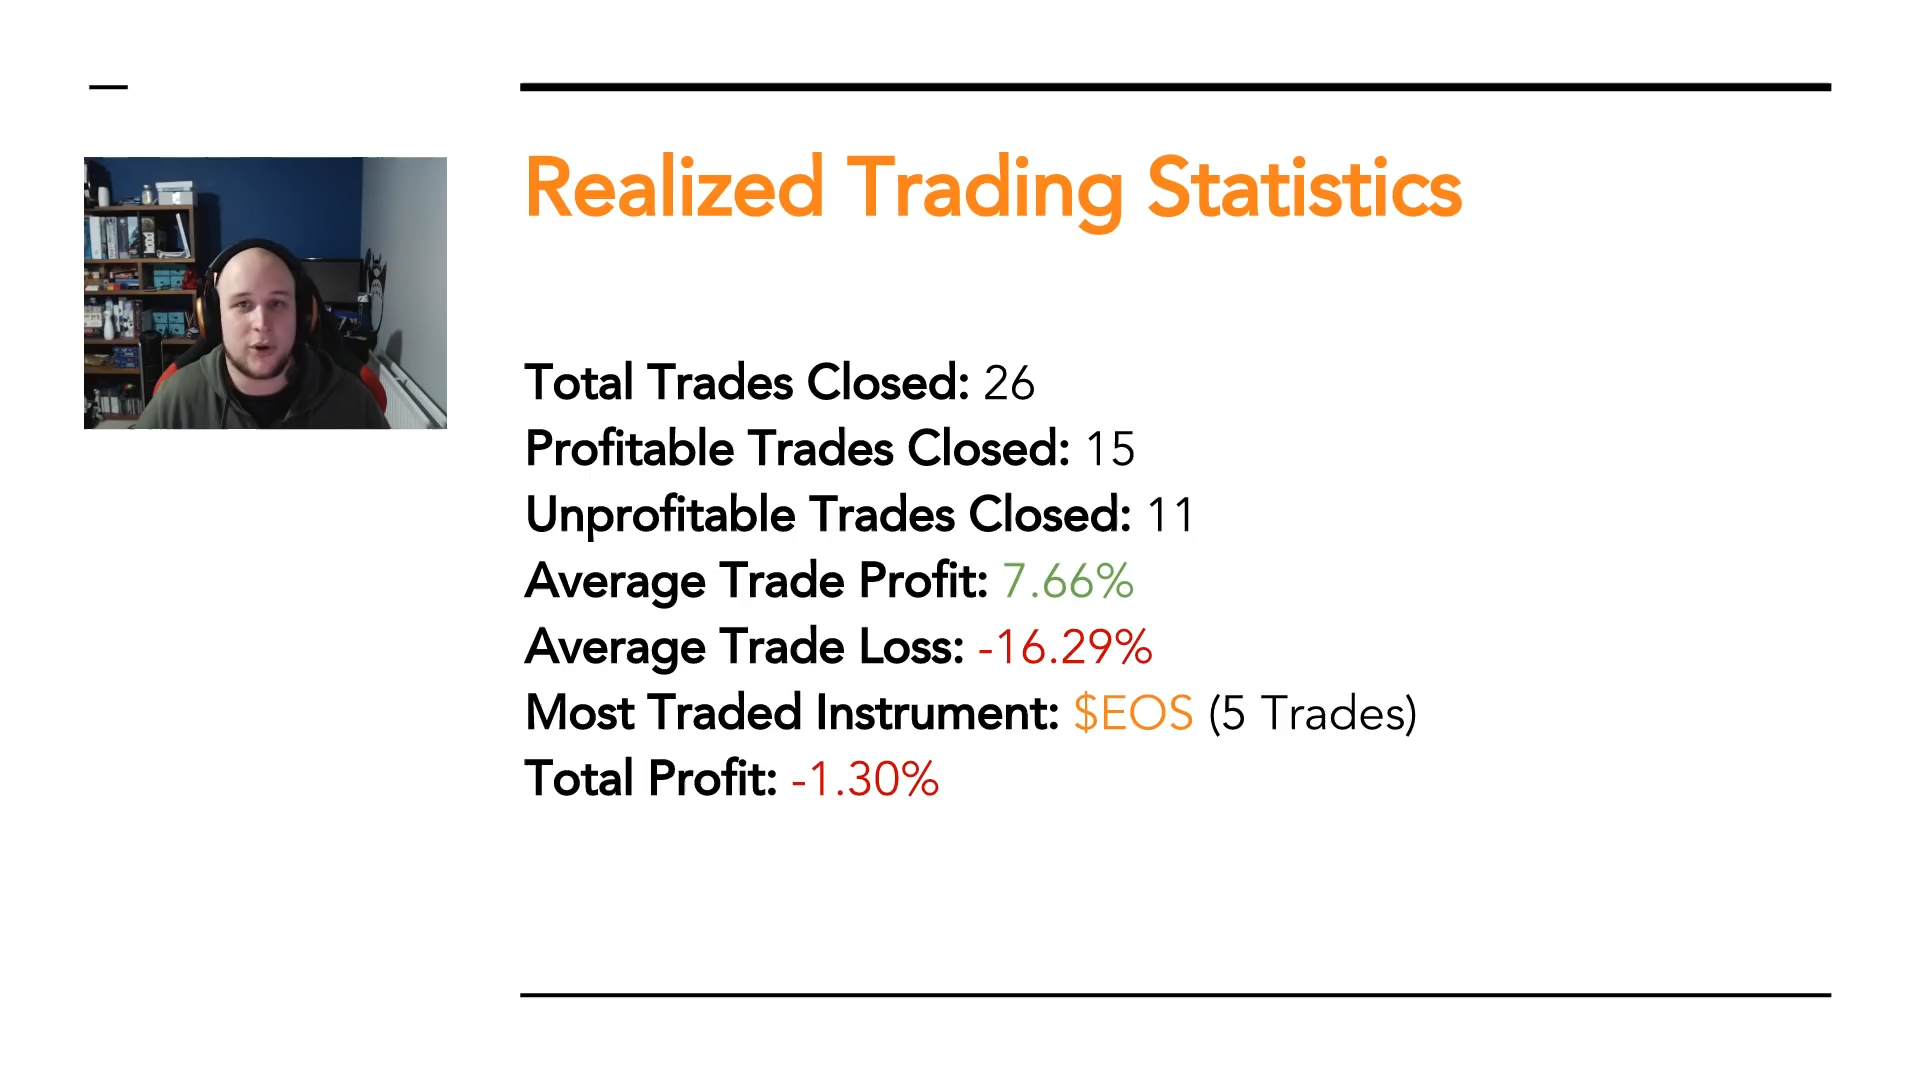 Realized Trading Statistics
Total Trades Closed: 26
Profitable Trades Closed: 15
Unprofitable Trades Closed: 11
Average Trade Profit: 7.66%
Average Trade Loss: -16.29%
Most Traded Instrument: $EOS (5 Trades)
Total Profit: -1.30%